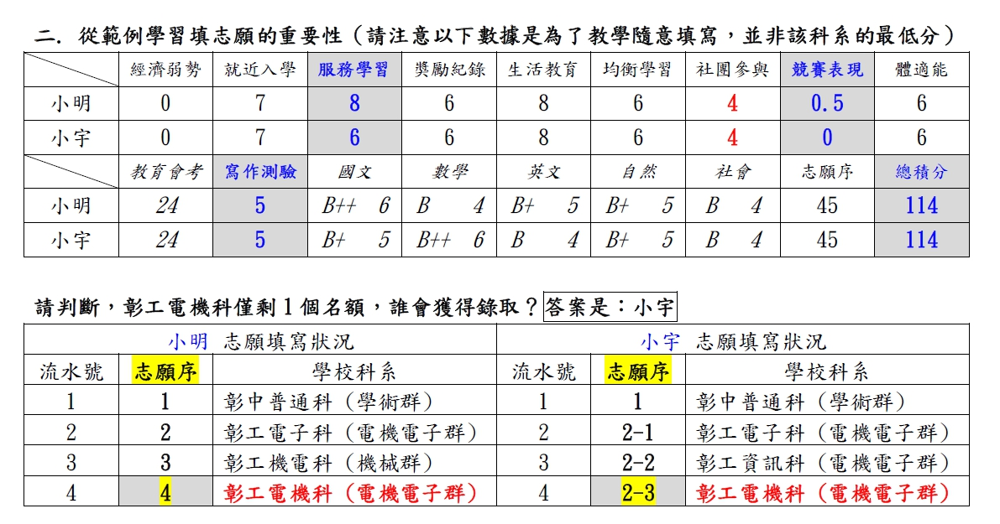 二. 從範例學習填志願的重要性（請注意以下數據是為了教學隨意填寫，並非該科系的最低分）
經濟弱勢 就近入學 服務學習 獎勵紀錄 生活教育 均衡學習 社團參與 競賽表現 體適能
小明 0 7 8 6 8 6 4 0.5 6
小宇 0 7 6 6 8 6 4 0 6
教育會考 寫作測驗 國文 數學 英文 自然 社會 志願序 總積分
小明 24 5 B++ 6 B 4 B+ 5 B+ 5 B 4 45 114
小宇 24 5 B+ 5 B++ 6 B 4 B+ 5 B 4 45 114
請判斷，彰工電機科僅剩1個名額，誰會獲得錄取？答案是：小宇
小明 志願填寫狀況 小宇 志願填寫狀況
流水號 志願序 學校科系 流水號 志願序 學校科系
1 1 彰中普通科（學術群） 1 1 彰中普通科（學術群）
2 2 彰工電子科（電機電子群） 2 2-1 彰工電子科（電機電子群）
3 3 彰工機電科（機械群） 3 2-2 彰工資訊科（電機電子群）
4 4 彰工電機科（電機電子群） 4 2-3 彰工電機科（電機電子群）